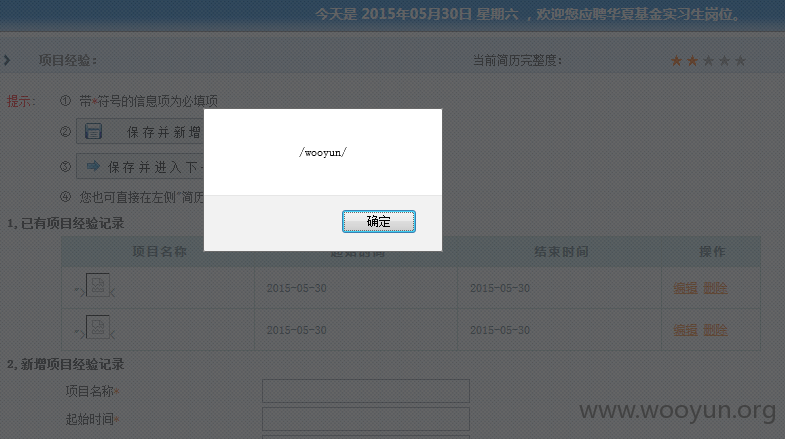 今天是 2015年05月30日 星期六 ，欢迎您应聘华夏基金实习生岗位。
项目经验： 当前简历完整度：
提示： ① 带*符号的信息项为必填项
② 保存并新增
③ 保存并进入下一
④ 您也可直接在左侧"简历
/wooyun/
确定
1,已有项目经验记录
项目名称 起始时间 结束时间 操作
2015-05-30 2015-05-30 编辑 删除
2015-05-30 2015-05-30 编辑 删除
2,新增项目经验记录
项目名称*
起始时间*
www.wooyun.org